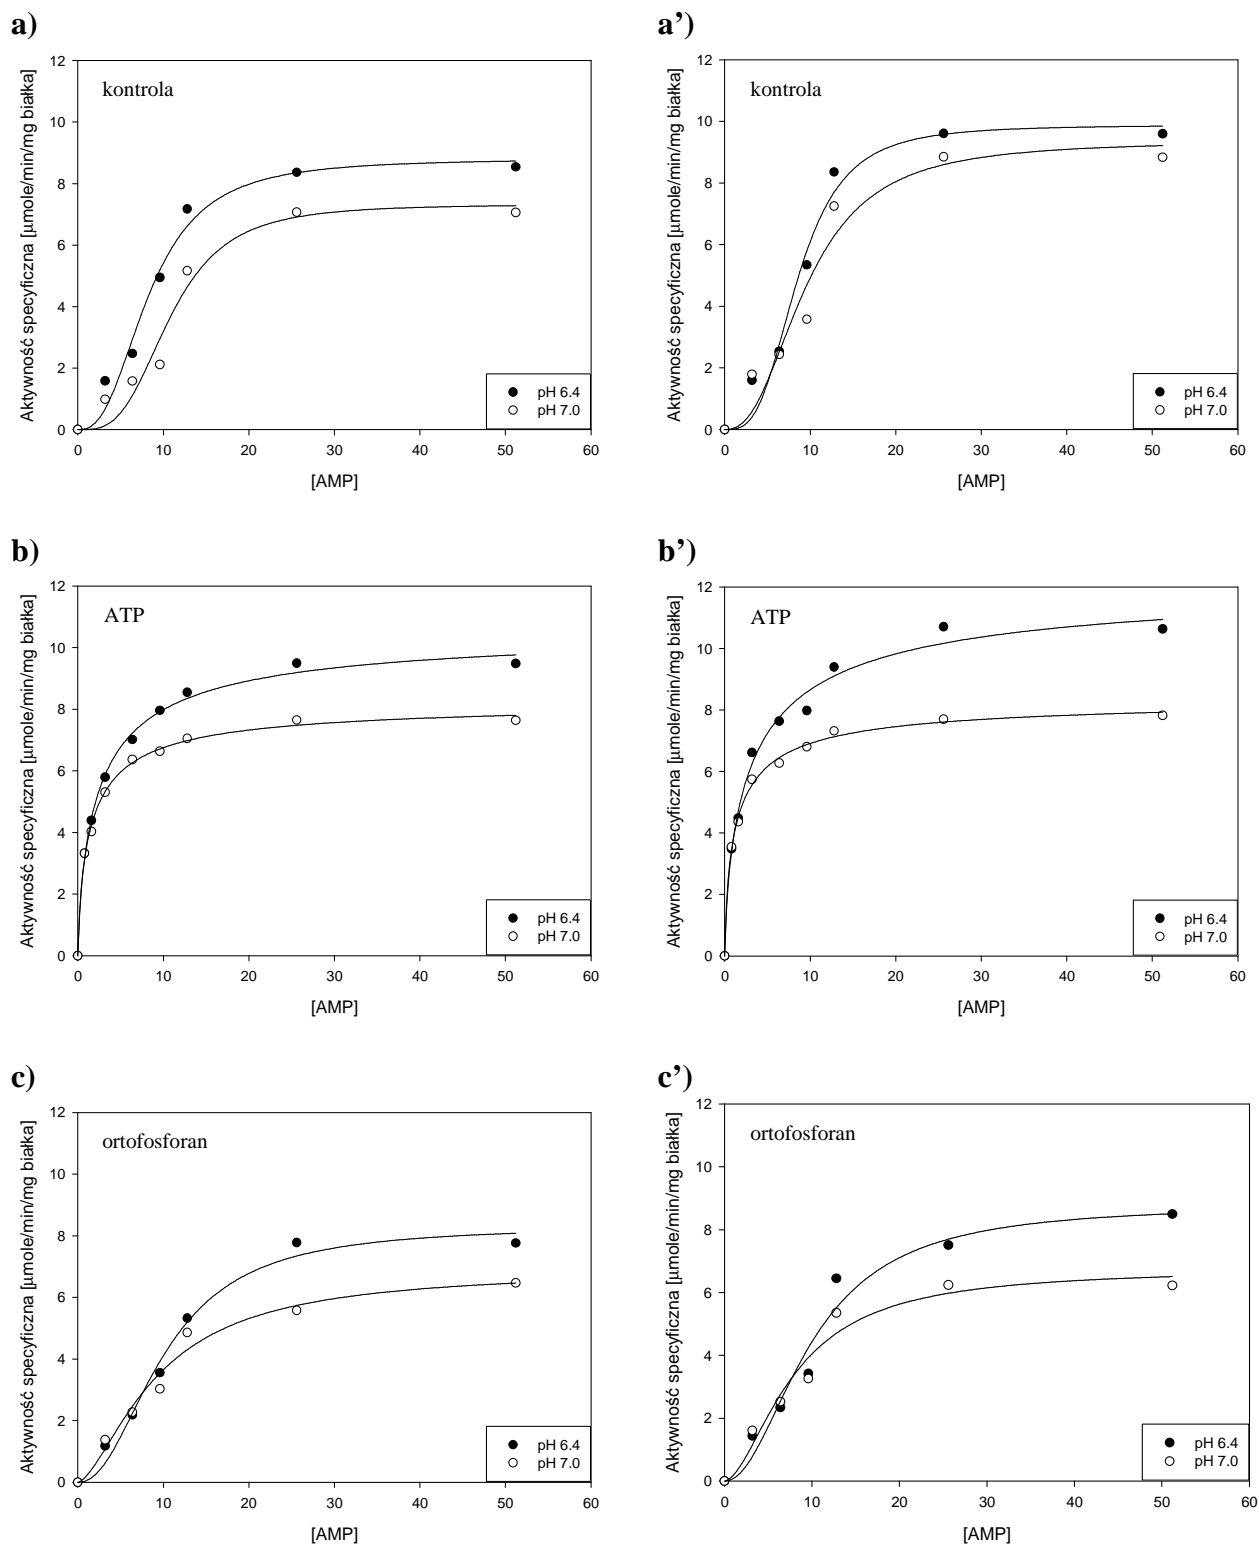 a)
Aktywność specyficzna [μmole/min/mg białka]
12
10
8
6
4
2
0
kontrola
pH 6.4
pH 7.0
0 10 20 30 40 50 60
[AMP]
a’)
Aktywność specyficzna [μmole/min/mg białka]
12
10
8
6
4
2
0
kontrola
pH 6.4
pH 7.0
0 10 20 30 40 50 60
[AMP]
b)
Aktywność specyficzna [μmole/min/mg białka]
12
10
8
6
4
2
0
ATP
pH 6.4
pH 7.0
0 10 20 30 40 50 60
[AMP]
b’)
Aktywność specyficzna [μmole/min/mg białka]
12
10
8
6
4
2
0
ATP
pH 6.4
pH 7.0
0 10 20 30 40 50 60
[AMP]
c)
Aktywność specyficzna [μmole/min/mg białka]
12
10
8
6
4
2
0
ortofosforan
pH 6.4
pH 7.0
0 10 20 30 40 50 60
[AMP]
c’)
Aktywność specyficzna [μmole/min/mg białka]
12
10
8
6
4
2
0
ortofosforan
pH 6.4
pH 7.0
0 10 20 30 40 50 60
[AMP]